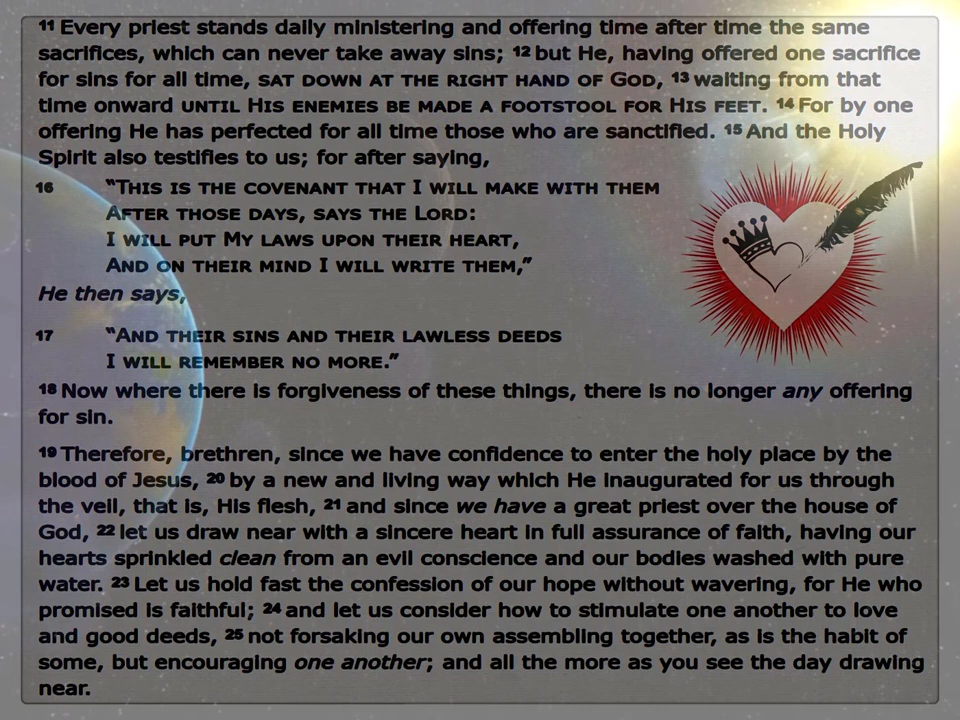 11 Every priest stands daily ministering and offering time after time the same
sacrifices, which can never take away sins; 12 but He, having offered one sacrifice
for sins for all time, SAT DOWN AT THE RIGHT HAND OF GOD, 13 waiting from that
time onward UNTIL HIS ENEMIES BE MADE A FOOTSTOOL FOR HIS FEET. 14 For by one
offering He has perfected for all time those who are sanctified. 15 And the Holy
Spirit also testifies to us; for after saying,
16 “THIS IS THE COVENANT THAT I WILL MAKE WITH THEM
AFTER THOSE DAYS, SAYS THE LORD:
I WILL PUT MY LAWS UPON THEIR HEART,
AND ON THEIR MIND I WILL WRITE THEM,”
He then says,
17 “AND THEIR SINS AND THEIR LAWLESS DEEDS
I WILL REMEMBER NO MORE.”
18 Now where there is forgiveness of these things, there is no longer any offering
for sin.
19 Therefore, brethren, since we have confidence to enter the holy place by the
blood of Jesus, 20 by a new and living way which He inaugurated for us through
the veil, that is, His flesh, 21 and since we have a great priest over the house of
God, 22 let us draw near with a sincere heart in full assurance of faith, having our
hearts sprinkled clean from an evil conscience and our bodies washed with pure
water. 23 Let us hold fast the confession of our hope without wavering, for He who
promised is faithful; 24 and let us consider how to stimulate one another to love
and good deeds, 25 not forsaking our own assembling together, as is the habit of
some, but encouraging one another; and all the more as you see the day drawing
near.